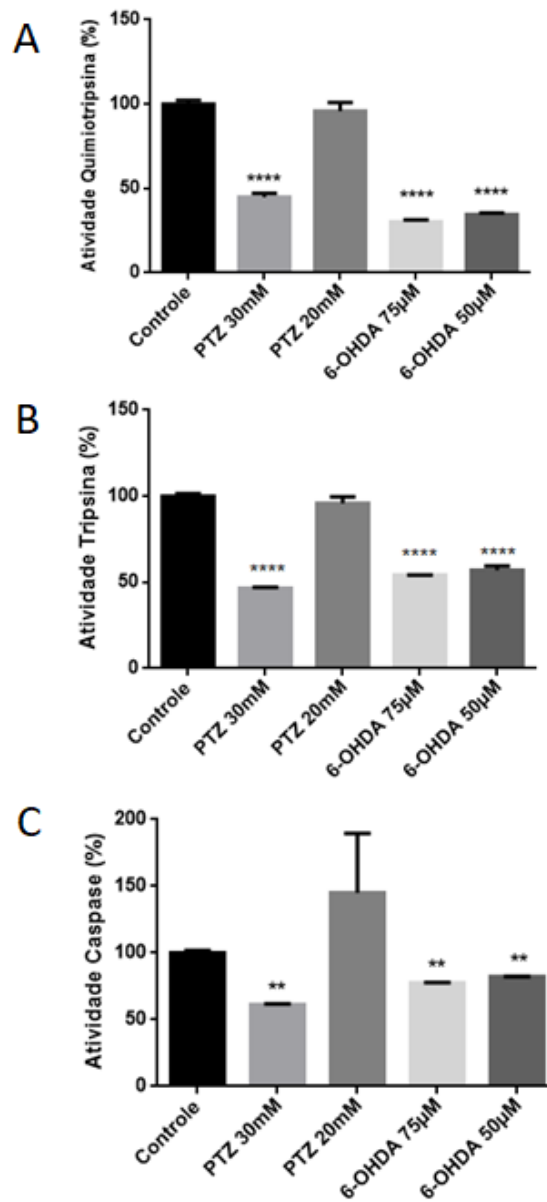 A
Atividade Quimiotripsina (%)
150
100
50
0
****
****
****
Controle
PTZ 30mM
PTZ 20mM
6-OHDA 75µM
6-OHDA 50µM
B
Atividade Tripsina (%)
150
100
50
0
****
****
****
Controle
PTZ 30mM
PTZ 20mM
6-OHDA 75µM
6-OHDA 50µM
C
Atividade Caspase (%)
200
150
100
50
0
**
**
**
Controle
PTZ 30mM
PTZ 20mM
6-OHDA 75µM
6-OHDA 50µM